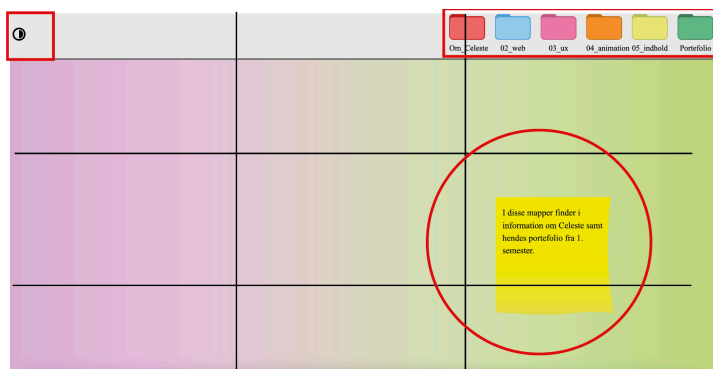 Om_Celeste 02_web 03_ux 04_animation 05_indhold Portefolio
I disse mapper finder i
information om Celeste samt
hendes portefolio fra 1.
semester.